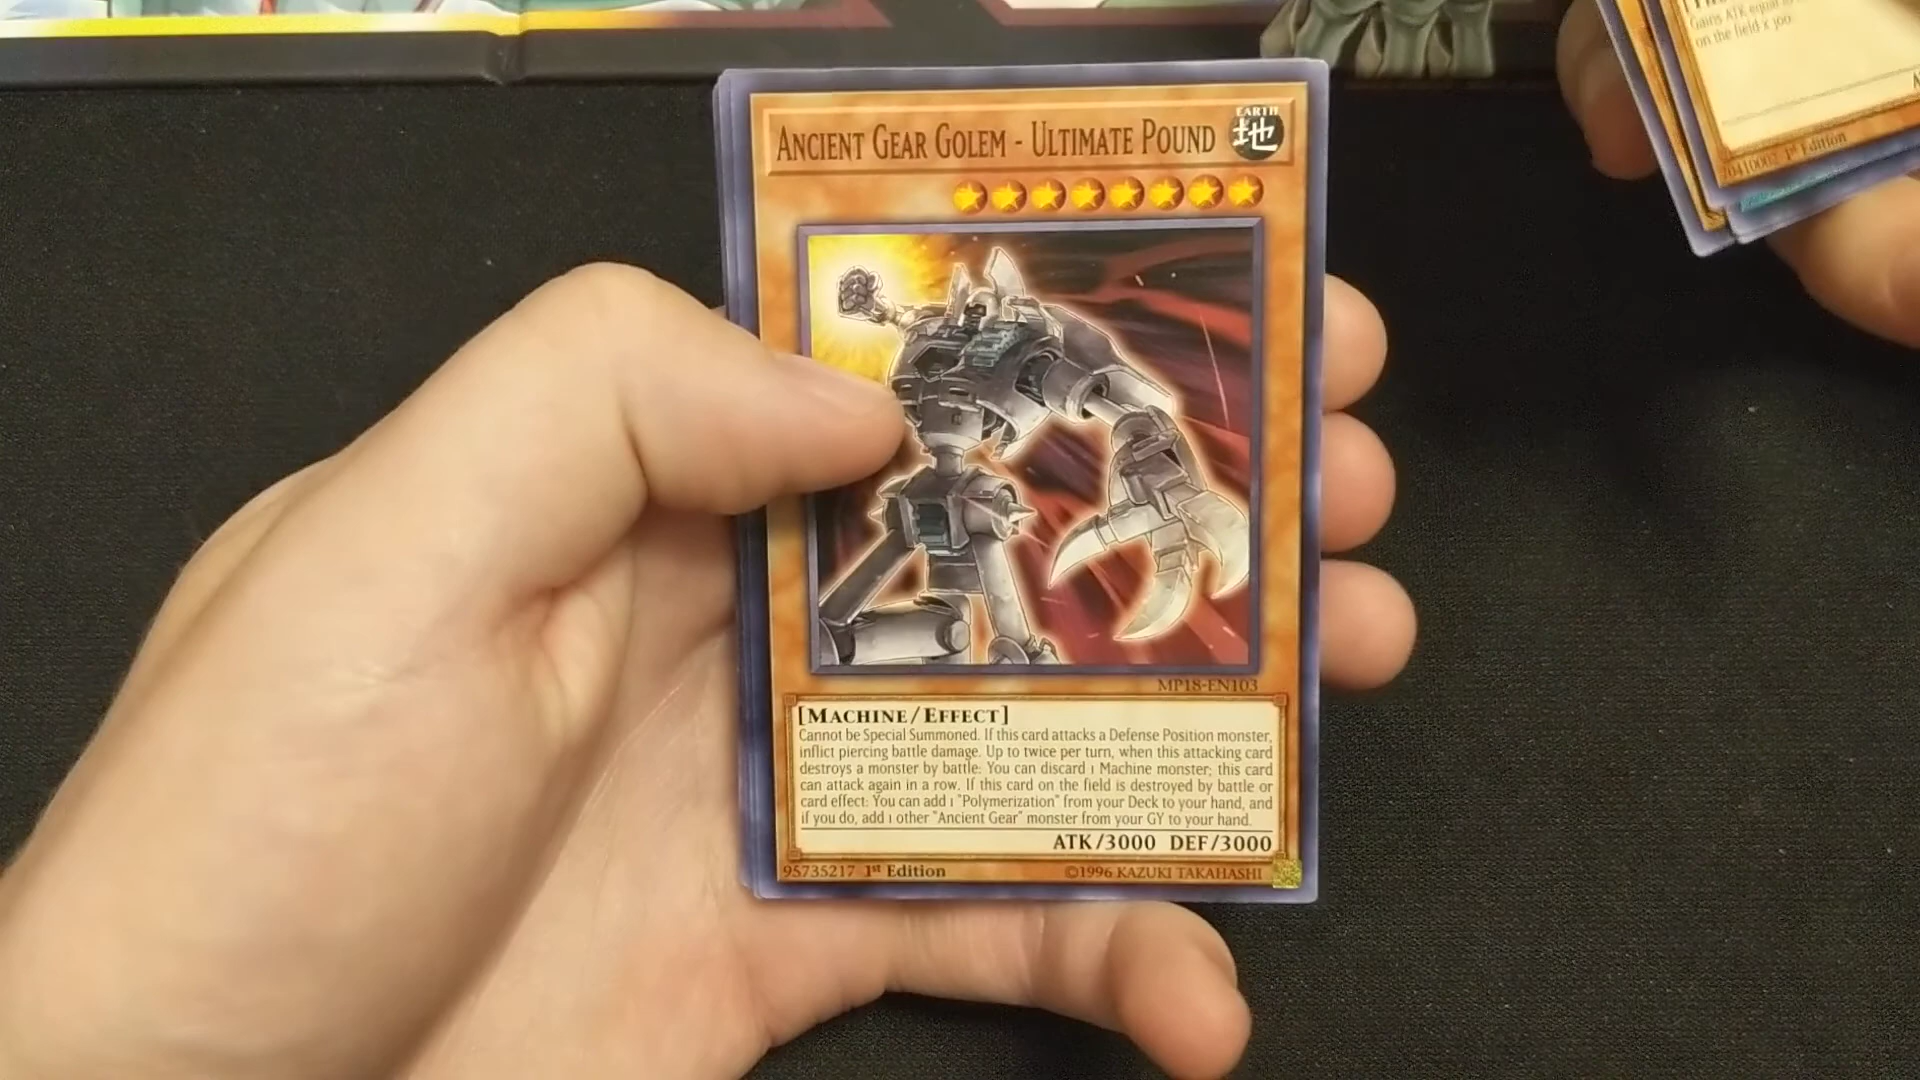 Gains ATK equal to
on the field x 300.
1st Edition
ANCIENT GEAR GOLEM - ULTIMATE POUND
EARTH
地
MP18-EN103
[MACHINE/EFFECT]
Cannot be Special Summoned. If this card attacks a Defense Position monster,
inflict piercing battle damage. Up to twice per turn, when this attacking card
destroys a monster by battle: You can discard 1 Machine monster; this card
can attack again in a row. If this card on the field is destroyed by battle or
card effect: You can add 1 "Polymerization" from your Deck to your hand, and
if you do, add 1 other "Ancient Gear" monster from your GY to your hand.
ATK/3000 DEF/3000
95735217 1st Edition
©1996 KAZUKI TAKAHASHI